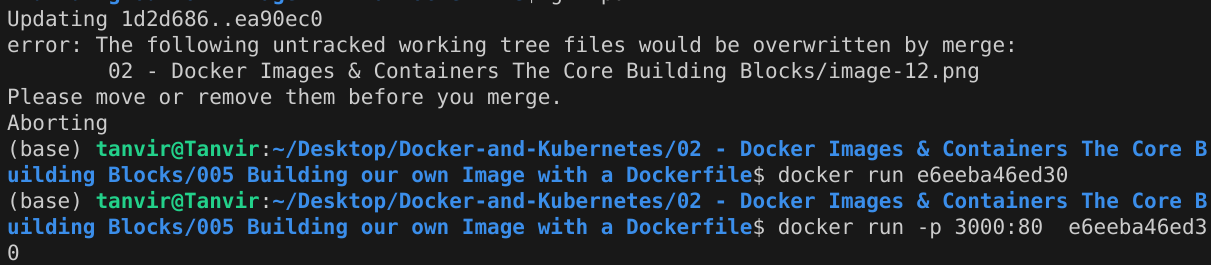 Updating 1d2d686..ea90ec0
error: The following untracked working tree files would be overwritten by merge:
        02 - Docker Images & Containers The Core Building Blocks/image-12.png
Please move or remove them before you merge.
Aborting
(base) tanvir@Tanvir:~/Desktop/Docker-and-Kubernetes/02 - Docker Images & Containers The Core B
uilding Blocks/005 Building our own Image with a Dockerfile$ docker run e6eeba46ed30
(base) tanvir@Tanvir:~/Desktop/Docker-and-Kubernetes/02 - Docker Images & Containers The Core B
uilding Blocks/005 Building our own Image with a Dockerfile$ docker run -p 3000:80  e6eeba46ed3
0